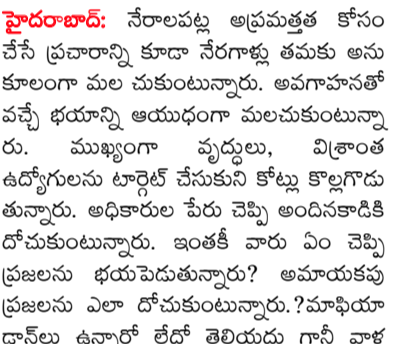 హైదరాబాద్: నేరాలపట్ల అప్రమత్తత కోసం
చేసే ప్రచారాన్ని కూడా నేరగాళ్లు తమకు అను
కూలంగా మల చుకుంటున్నారు. అవగాహనతో
వచ్చే భయాన్ని ఆయుధంగా మలచుకుంటున్నా
రు. ముఖ్యంగా వృద్ధులు, విశ్రాంత
ఉద్యోగులను టార్గెట్ చేసుకుని కోట్లు కొల్లగొడు
తున్నారు. అధికారుల పేరు చెప్పి అందినకాడికి
దోచుకుంటున్నారు. ఇంతకీ వారు ఏం చెప్పి
ప్రజలను భయపెడుతున్నారు? అమాయకపు
ప్రజలను ఎలా దోచుకుంటున్నారు.?మాఫియా
డాన్‌లు ఉన్నారో లేదో తెలియదు గానీ వాళ్ల